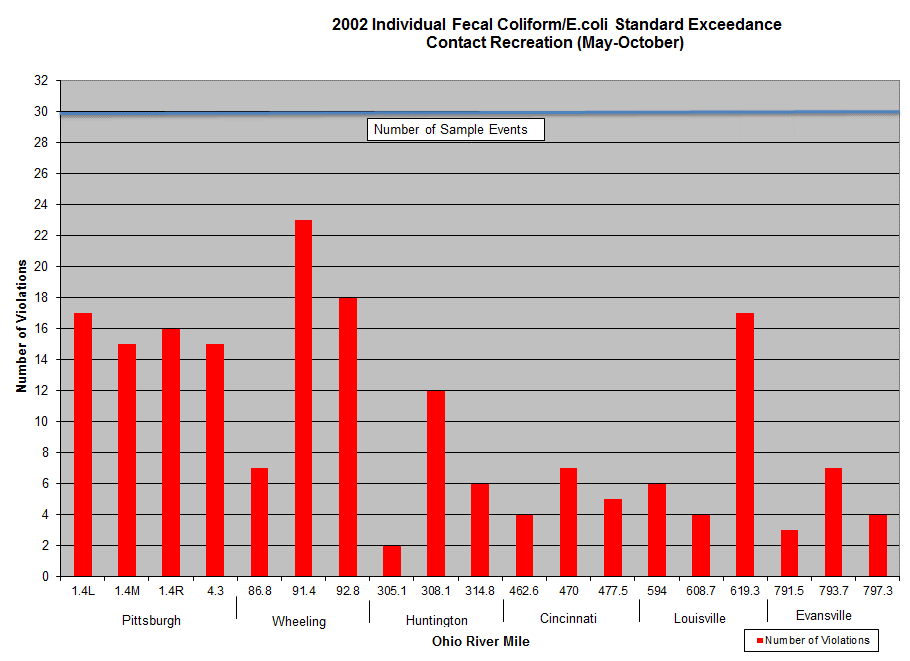 2002 Individual Fecal Coliform/E.coli Standard Exceedance
Contact Recreation (May-October)
32
30
Number of Sample Events
28
26
24
22
20
18
16
14
12
10
8
6
4
2
0
Number of Violations
1.4L 1.4M 1.4R 4.3 86.8 91.4 92.8 305.1 308.1 314.8 462.6 470 477.5 594 608.7 619.3 791.5 793.7 797.3
Pittsburgh Wheeling Huntington Cincinnati Louisville Evansville
Ohio River Mile
Number of Violations